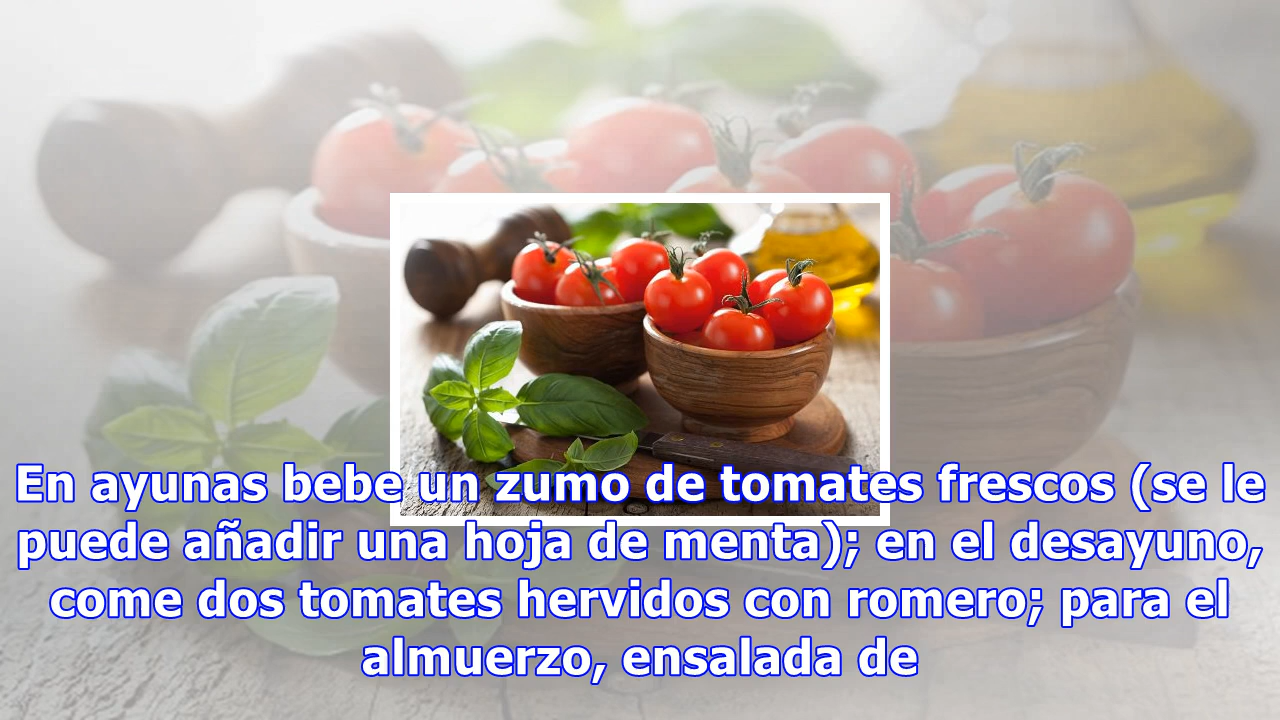 En ayunas bebe un zumo de tomates frescos (se le
puede añadir una hoja de menta); en el desayuno,
come dos tomates hervidos con romero; para el
almuerzo, ensalada de